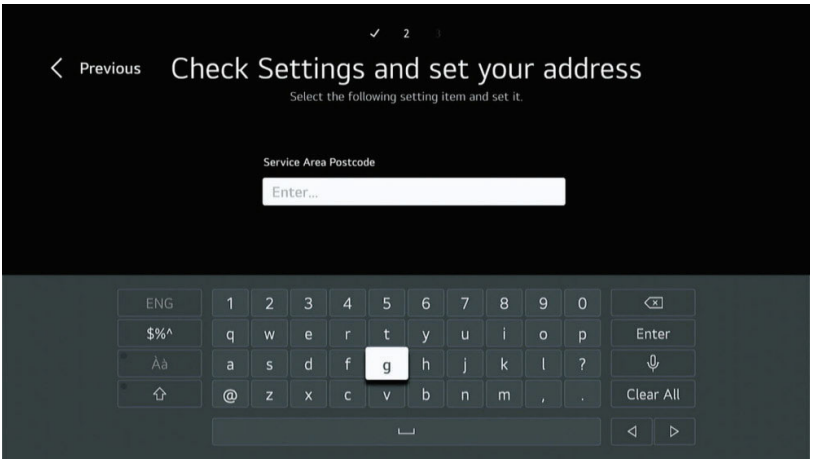 ✓ 2 3
Previous
Check Settings and set your address
Select the following setting item and set it.
Service Area Postcode
Enter...
ENG 1 2 3 4 5 6 7 8 9 0
$%^ q w e r t y u i o p Enter
Àà a s d f g h j k l ?
@ z x c v b n m , . Clear All